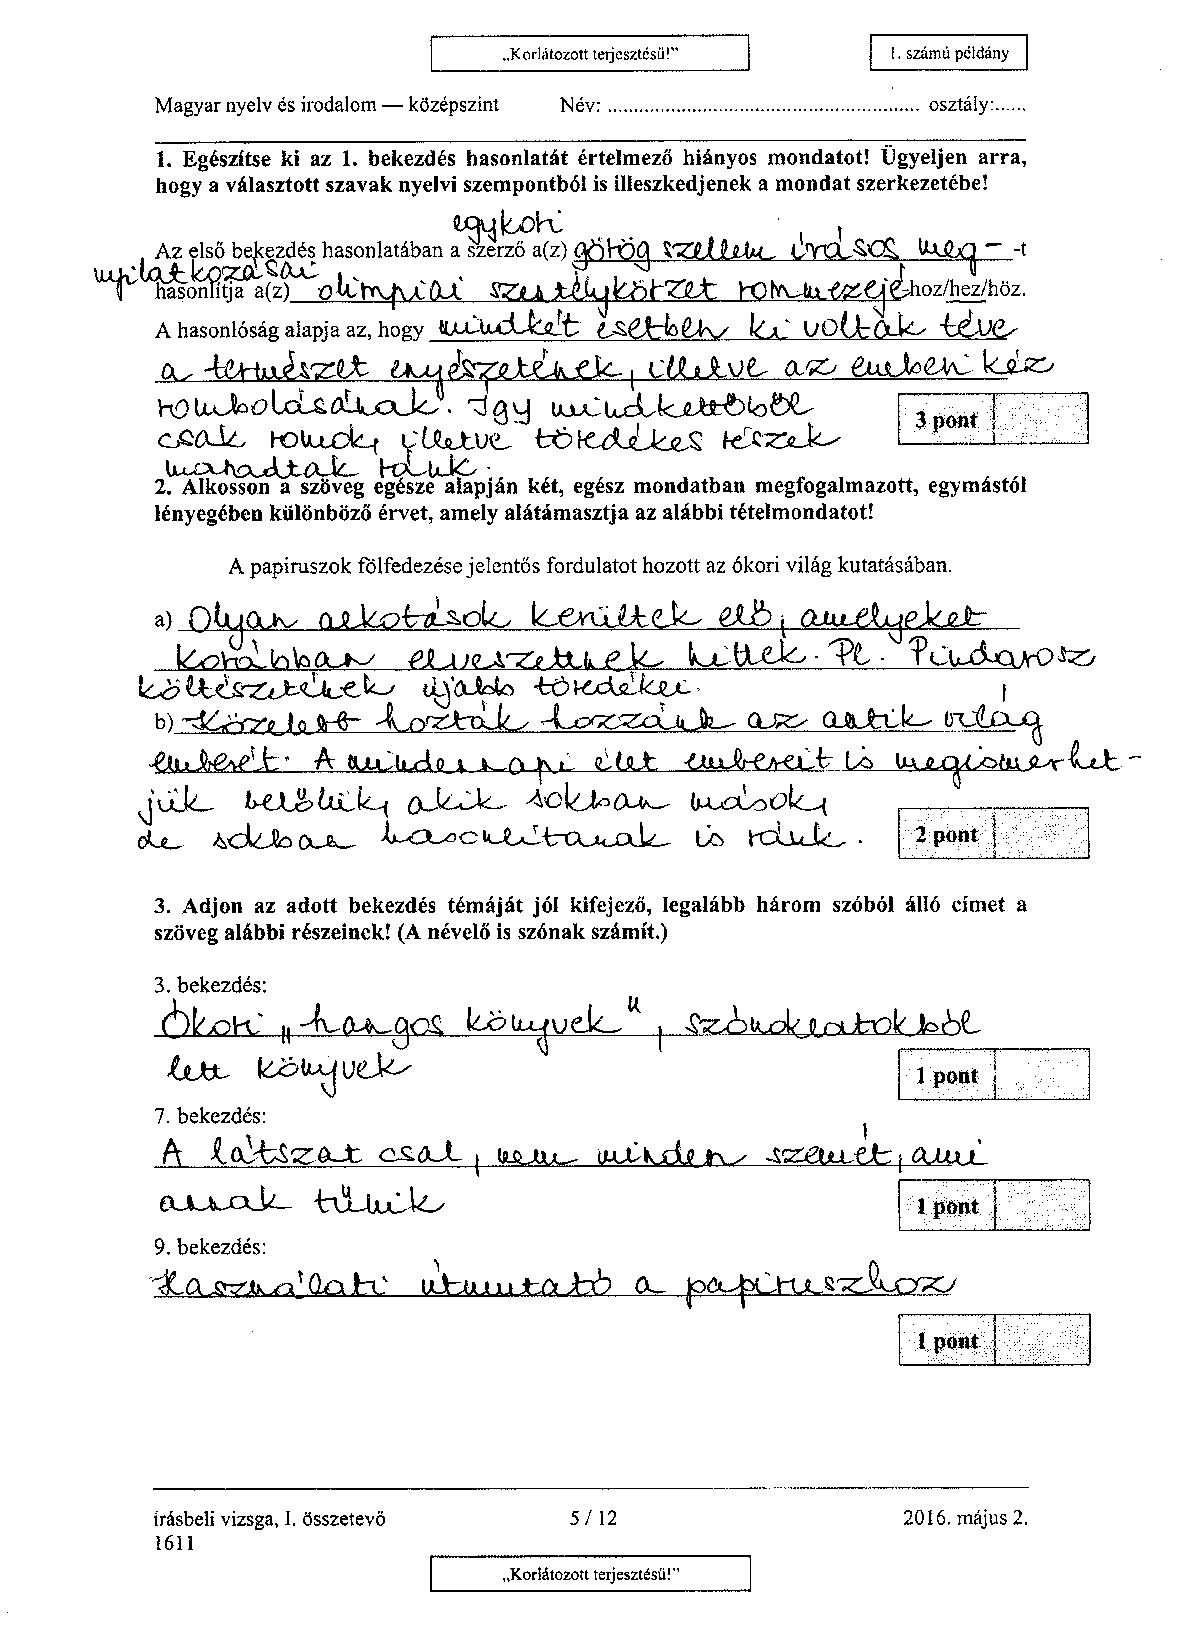 „Korlátozott terjesztésű!”
1. számú példány
Magyar nyelv és irodalom — középszint Név: ........................................................ osztály:......
1. Egészítse ki az 1. bekezdés hasonlatát értelmező hiányos mondatot! Ügyeljen arra,
hogy a választott szavak nyelvi szempontból is illeszkedjenek a mondat szerkezetébe!
egykori
Az első bekezdés hasonlatában a szerző a(z) görög szellem írásos meg- -t
nyilatkozásai
hasonlítja a(z) olimpiai szentélykörzet rommezeje-hoz/hez/höz.
A hasonlóság alapja az, hogy mindkét esetben ki voltak téve
a természet enyészetének, illetve az emberi kéz
rombolásának. Így mindkettőből
csak romok, illetve töredékes részek
maradtak ránk.
3 pont
2. Alkosson a szöveg egésze alapján két, egész mondatban megfogalmazott, egymástól
lényegében különböző érvet, amely alátámasztja az alábbi tételmondatot!
A papiruszok fölfedezése jelentős fordulatot hozott az ókori világ kutatásában.
a) Olyan alkotások kerültek elő, amelyeket
korábban elveszettnek hittek. Pl. Pindarosz
költészetének újabb töredékei.
b) Közelebb hozták hozzánk az antik világ
emberét. A mindennapi élet embereit is megismerhet-
jük belőlük, akik sokban mások,
de sokban hasonlítanak is ránk.
2 pont
3. Adjon az adott bekezdés témáját jól kifejező, legalább három szóból álló címet a
szöveg alábbi részeinek! (A névelő is szónak számít.)
3. bekezdés:
Ókori „hangos könyvek“, szónoklatokból
lett könyvek
1 pont
7. bekezdés:
A látszat csal, nem minden szemét, ami
annak tűnik
1 pont
9. bekezdés:
Használati útmutató a papiruszhoz
1 pont
írásbeli vizsga, I. összetevő 5 / 12 2016. május 2.
1611
„Korlátozott terjesztésű!”